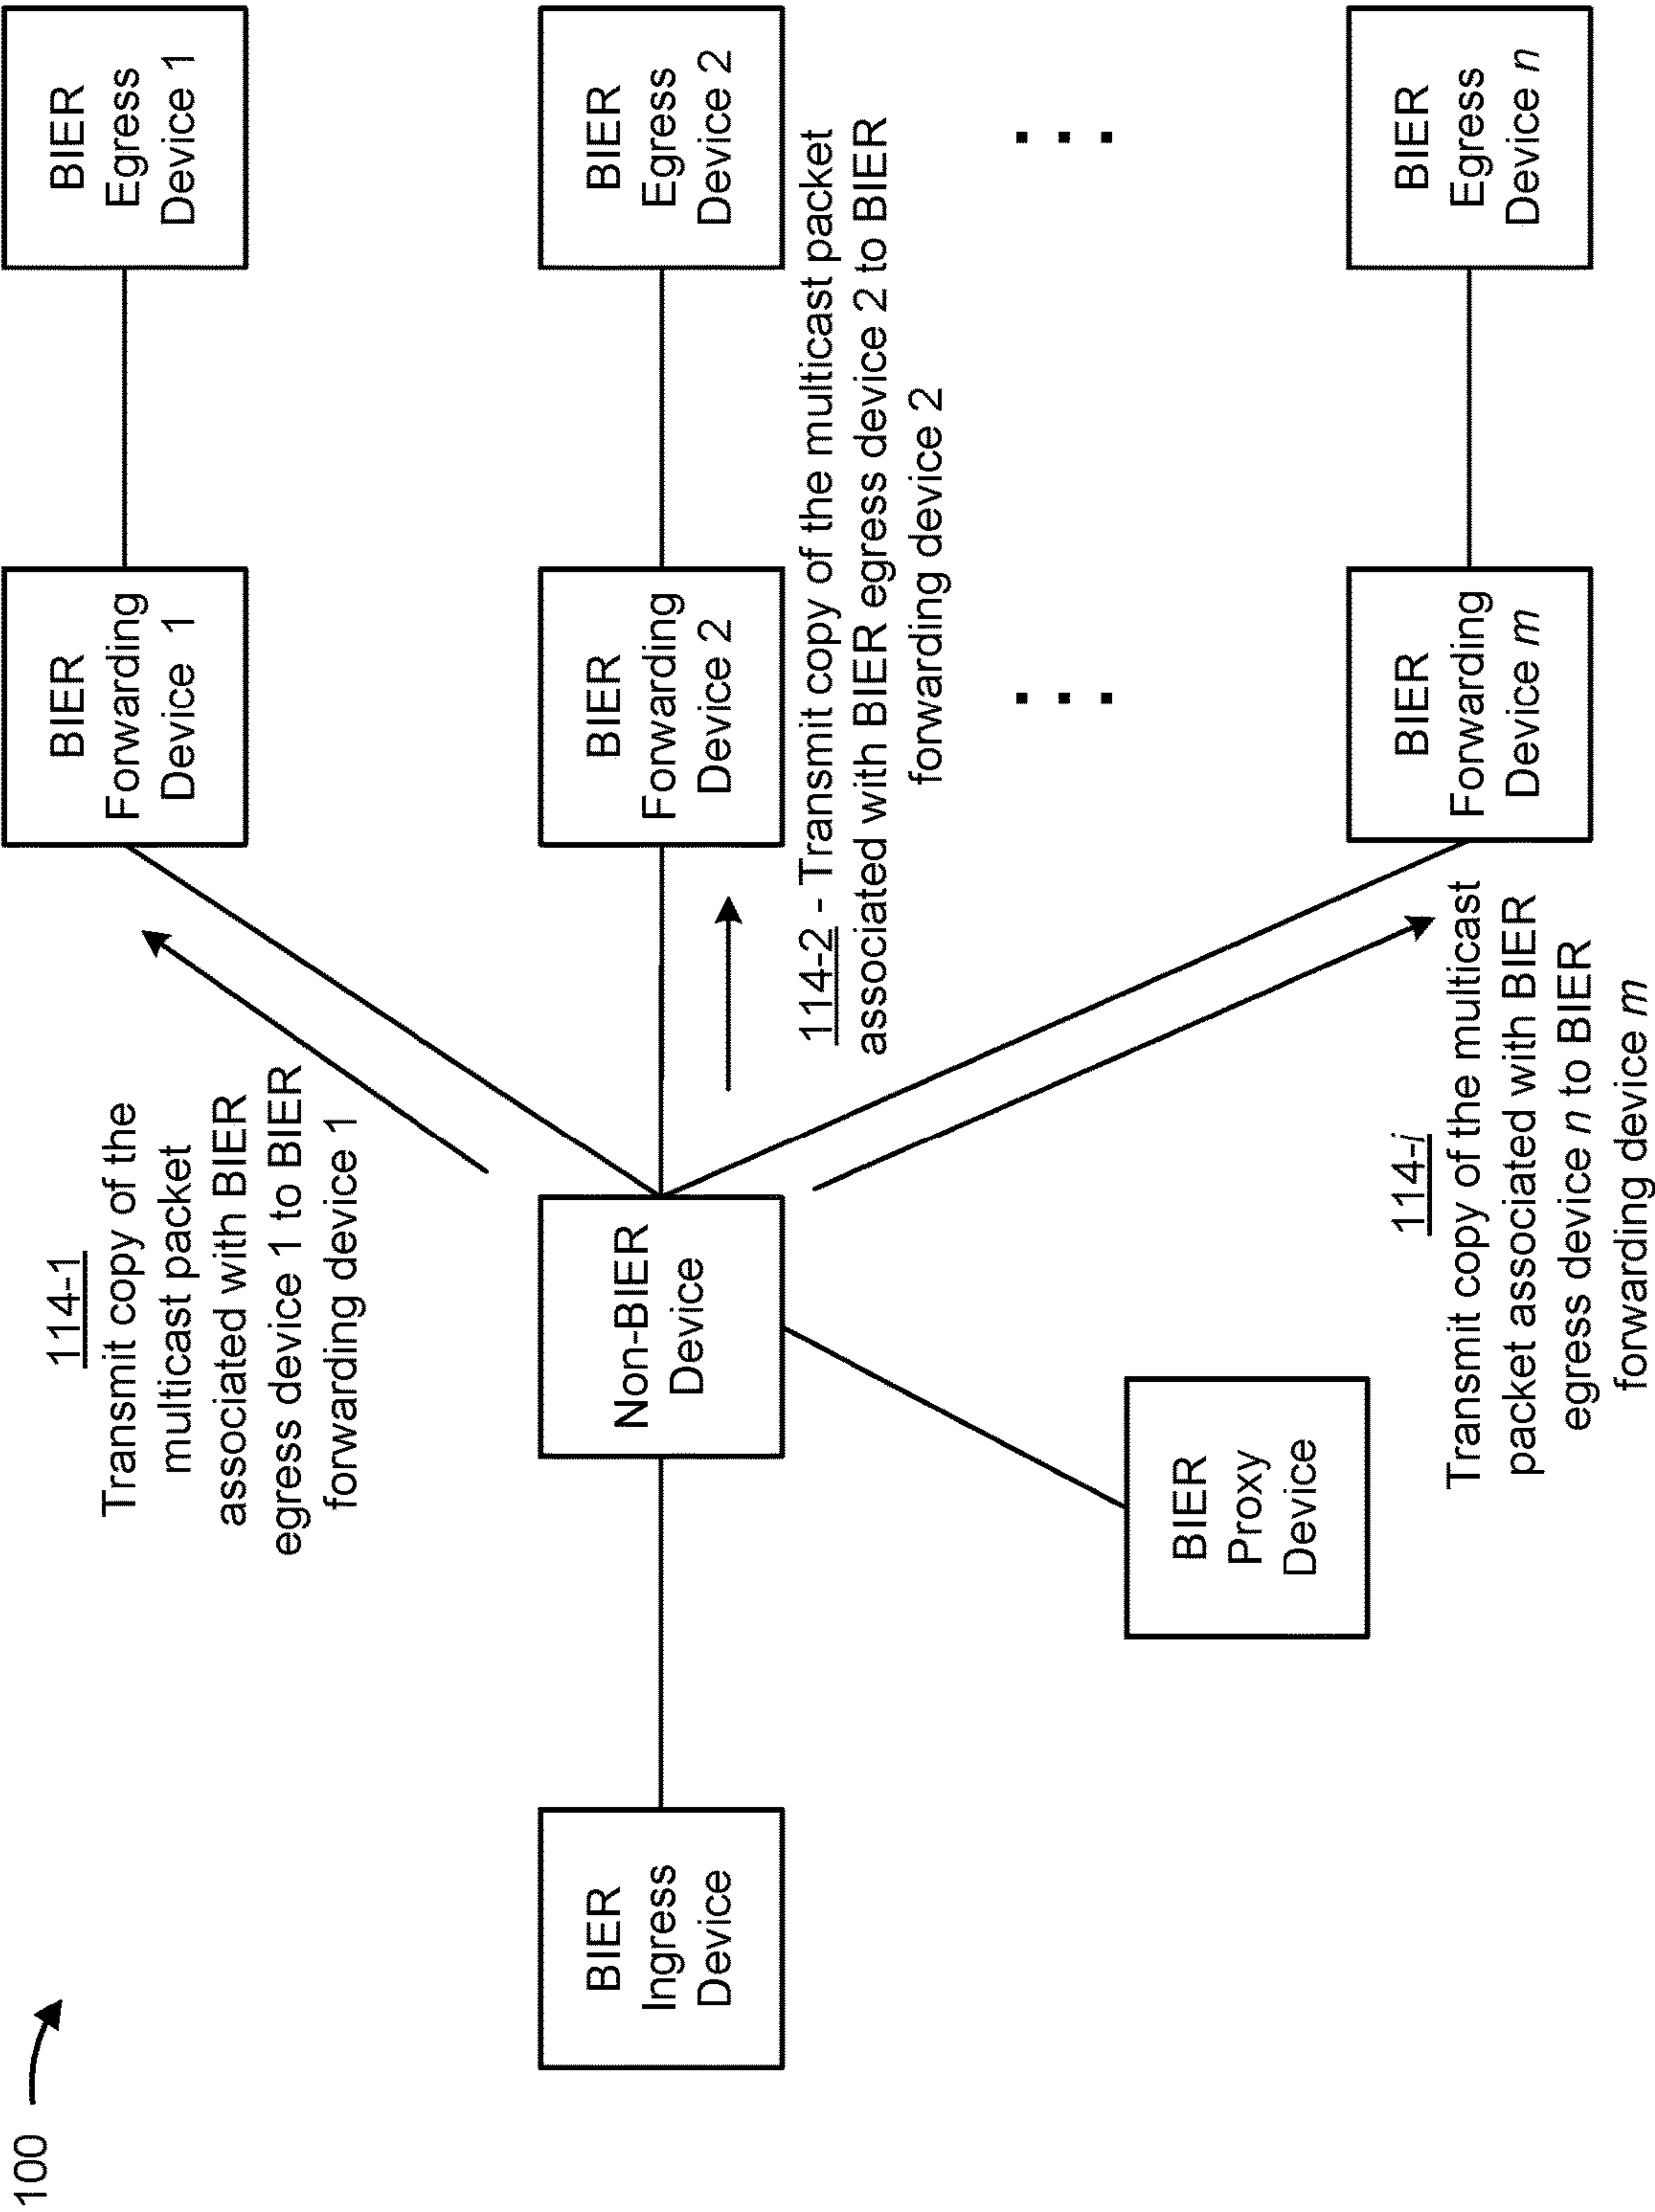 100
114-1
Transmit copy of the
multicast packet
associated with BIER
egress device 1 to BIER
forwarding device 1
BIER
Forwarding
Device 1
BIER
Egress
Device 1
BIER
Ingress
Device
Non-BIER
Device
BIER
Forwarding
Device 2
BIER
Egress
Device 2
114-2 - Transmit copy of the multicast packet
associated with BIER egress device 2 to BIER
forwarding device 2
BIER
Proxy
Device
114-i
Transmit copy of the multicast
packet associated with BIER
egress device n to BIER
forwarding device m
BIER
Forwarding
Device m
BIER
Egress
Device n